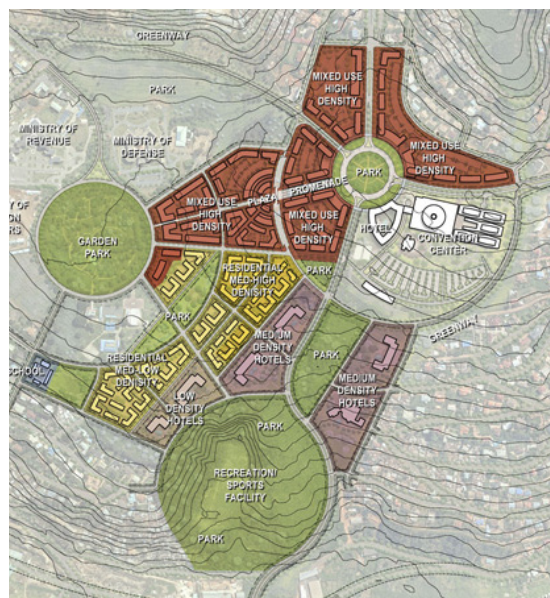 GREENWAY
PARK
MINISTRY OF
REVENUE
MINISTRY OF
DEFENSE
MIXED USE
HIGH
DENSITY
MIXED USE
HIGH
DENSITY
PARK
PLAZA
PROMENADE
MIXED USE
HIGH
DENSITY
MIXED USE
HIGH
DENSITY
HOTEL
CONVENTION
CENTER
GARDEN
PARK
RESIDENTIAL
MED-HIGH
DENISITY
PARK
PARK
GREENWAY
MEDIUM
DENSITY
HOTELS
PARK
RESIDENTIAL
MED-LOW
DENISITY
SCHOOL
LOW
DENSITY
HOTELS
MEDIUM
DENSITY
HOTELS
PARK
RECREATION/
SPORTS
FACILITY
PARK